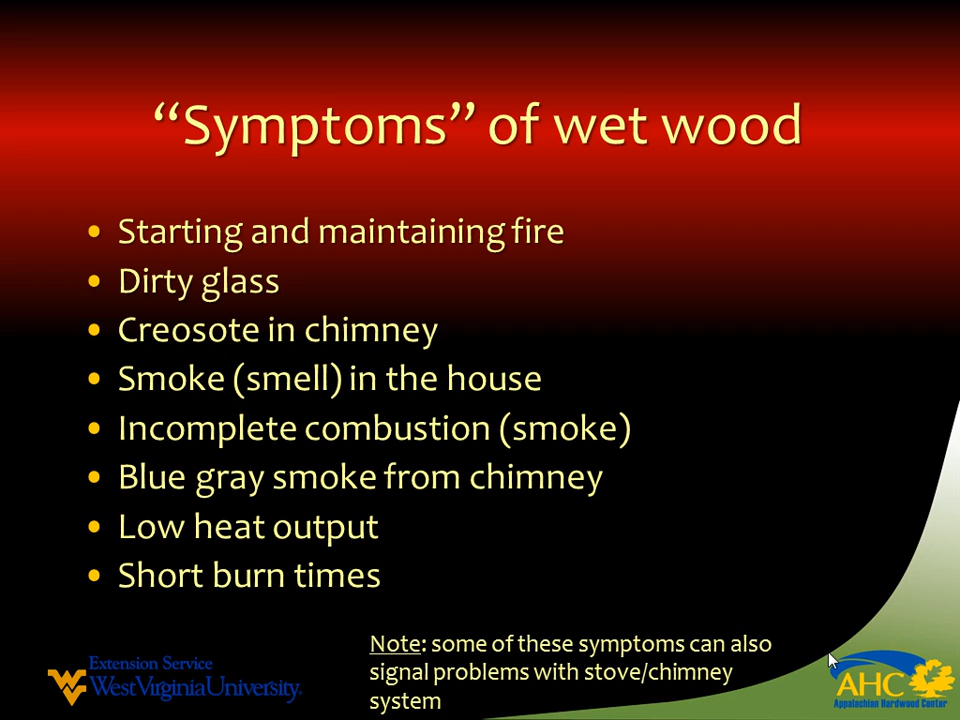 “Symptoms” of wet wood
• Starting and maintaining fire
• Dirty glass
• Creosote in chimney
• Smoke (smell) in the house
• Incomplete combustion (smoke)
• Blue gray smoke from chimney
• Low heat output
• Short burn times
Note: some of these symptoms can also
signal problems with stove/chimney
system
Extension Service
WestVirginiaUniversity.
AHC
Appalachian Hardwood Center